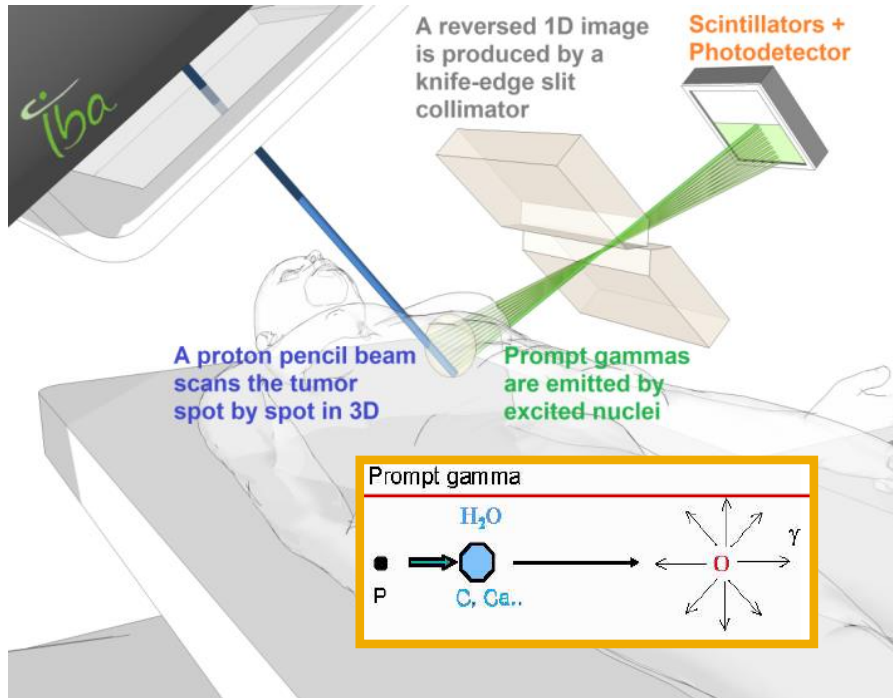 iba
A reversed 1D image
is produced by a
knife-edge slit
collimator
Scintillators +
Photodetector
A proton pencil beam
scans the tumor
spot by spot in 3D
Prompt gammas
are emitted by
excited nuclei
Prompt gamma
H₂O
P
C, Ca..
O
γ